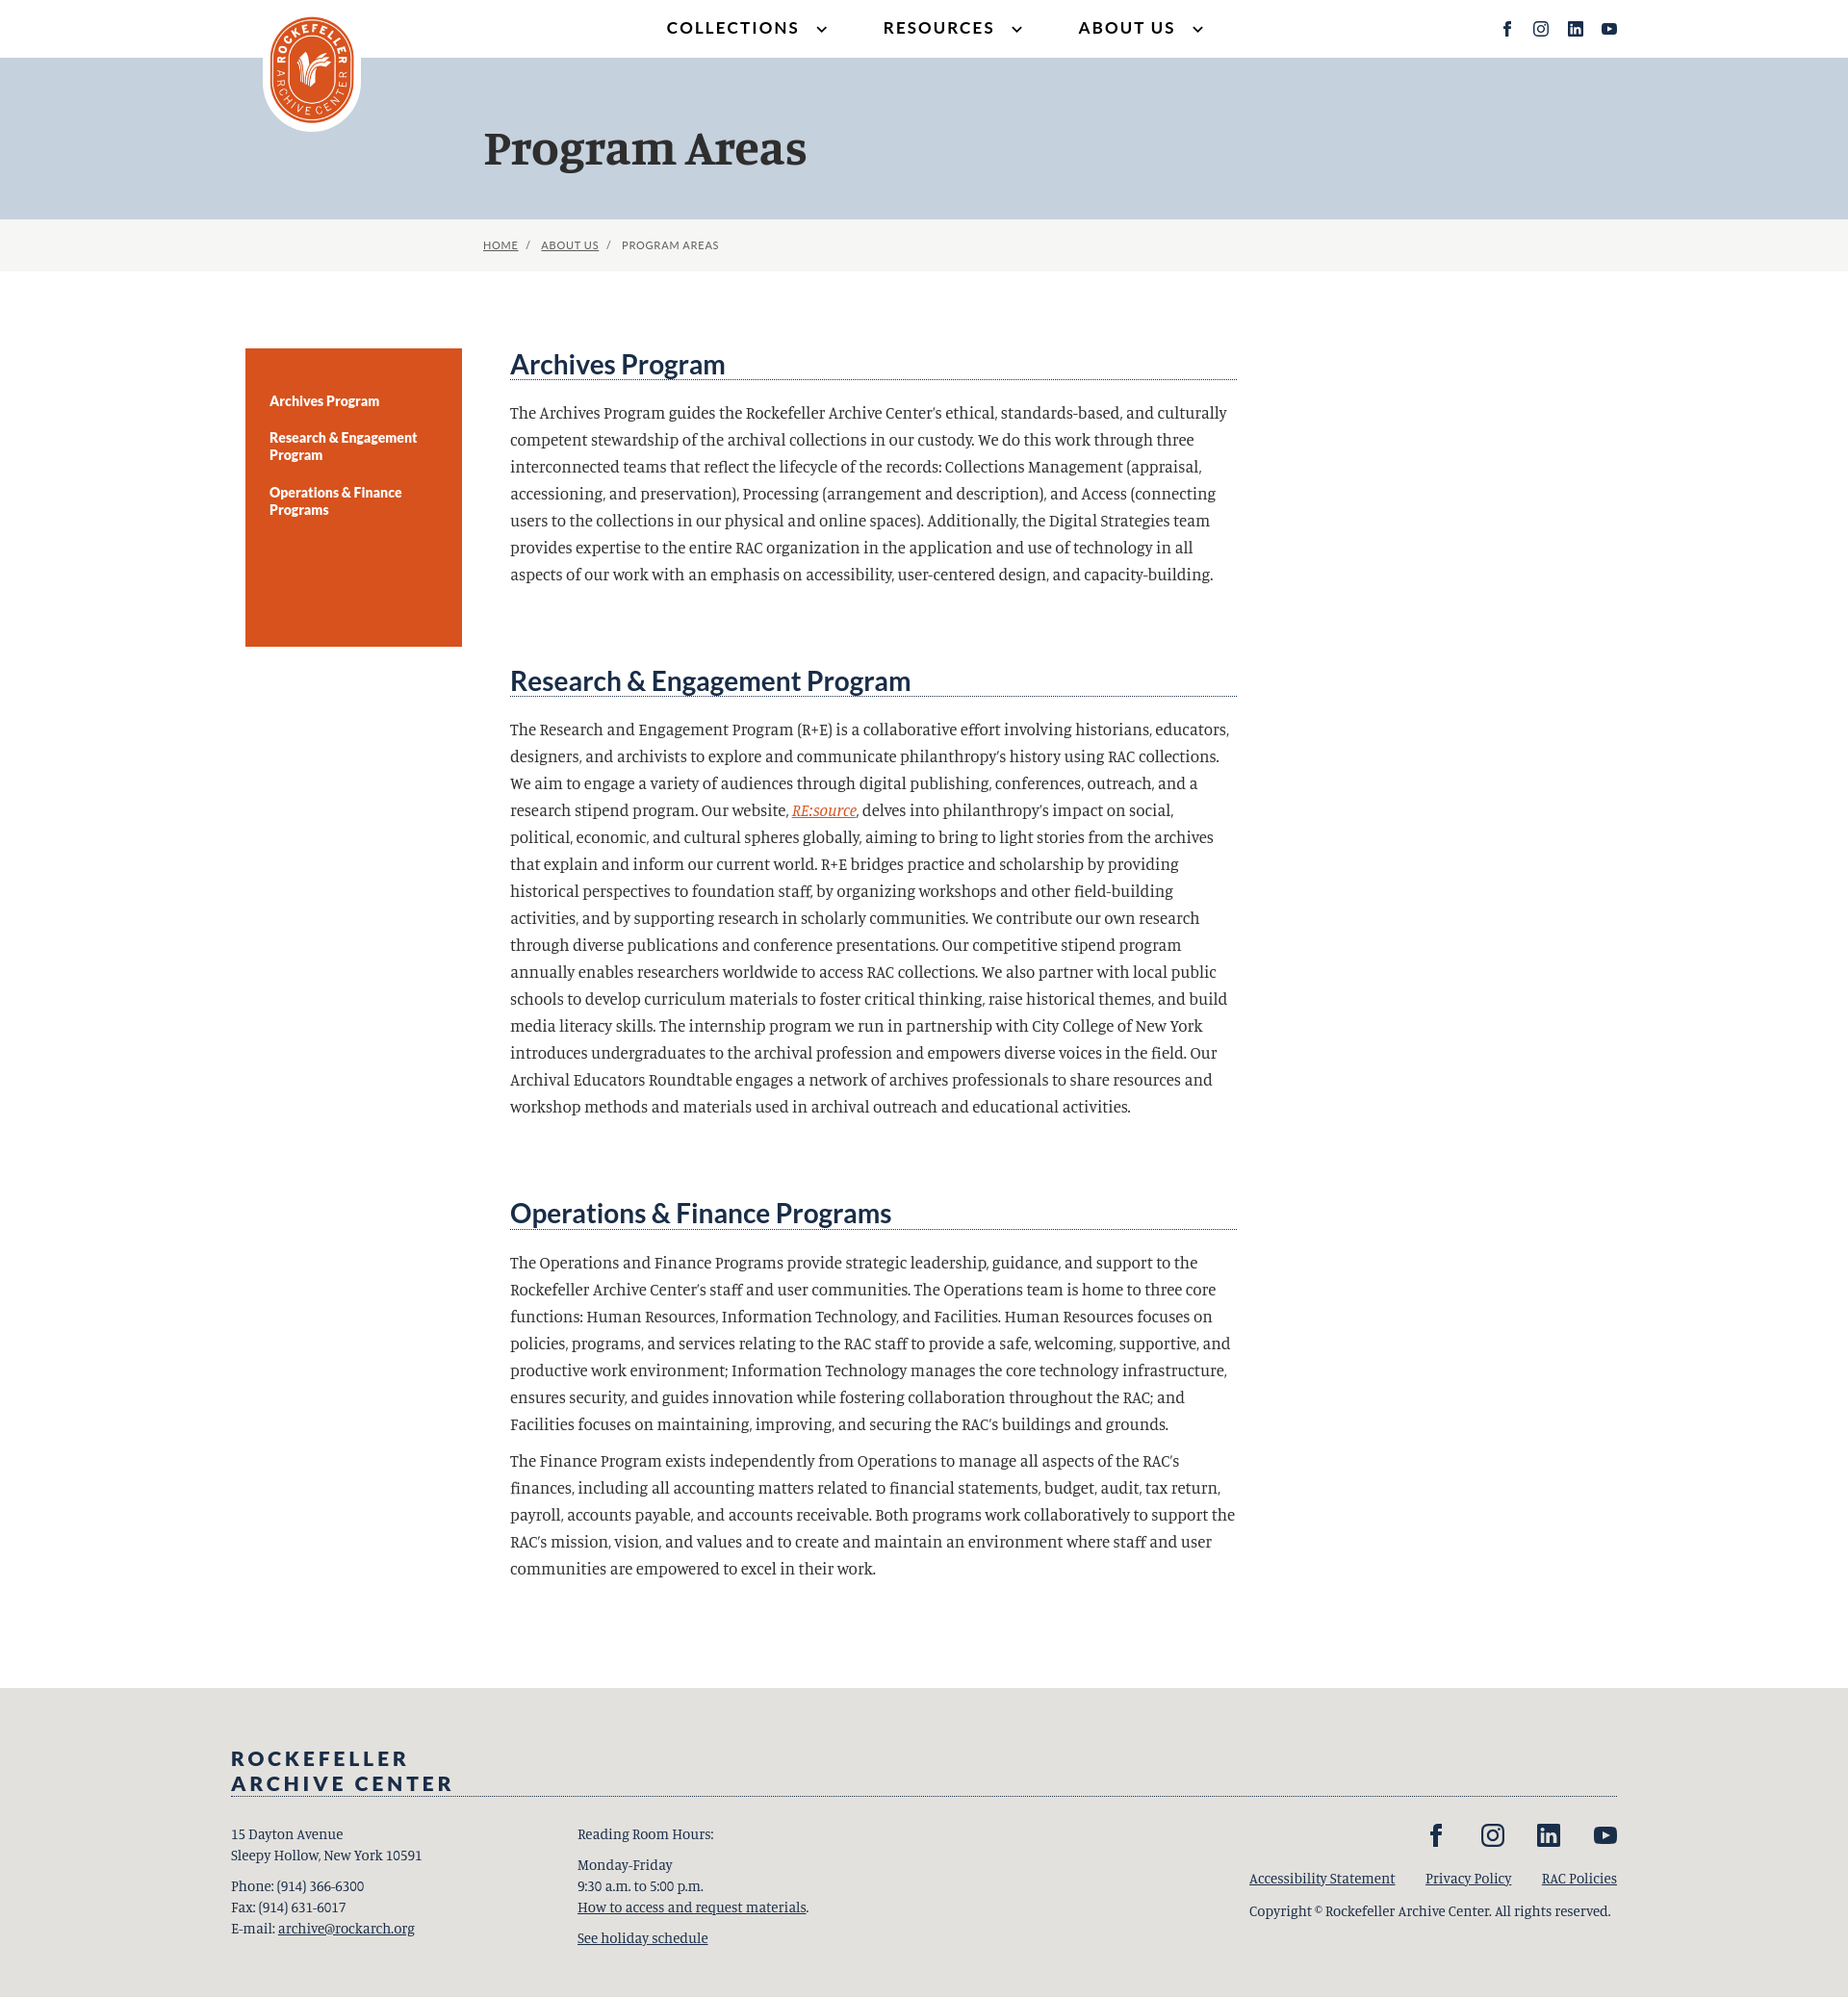 ROCKEFELLER
ARCHIVE CENTER
COLLECTIONS
RESOURCES
ABOUT US
Program Areas
HOME / ABOUT US / PROGRAM AREAS
Archives Program
Research & Engagement
Program
Operations & Finance
Programs
Archives Program
The Archives Program guides the Rockefeller Archive Center's ethical, standards-based, and culturally
competent stewardship of the archival collections in our custody. We do this work through three
interconnected teams that reflect the lifecycle of the records: Collections Management (appraisal,
accessioning, and preservation), Processing (arrangement and description), and Access (connecting
users to the collections in our physical and online spaces). Additionally, the Digital Strategies team
provides expertise to the entire RAC organization in the application and use of technology in all
aspects of our work with an emphasis on accessibility, user-centered design, and capacity-building.
Research & Engagement Program
The Research and Engagement Program (R+E) is a collaborative effort involving historians, educators,
designers, and archivists to explore and communicate philanthropy's history using RAC collections.
We aim to engage a variety of audiences through digital publishing, conferences, outreach, and a
research stipend program. Our website, RE:source, delves into philanthropy's impact on social,
political, economic, and cultural spheres globally, aiming to bring to light stories from the archives
that explain and inform our current world. R+E bridges practice and scholarship by providing
historical perspectives to foundation staff, by organizing workshops and other field-building
activities, and by supporting research in scholarly communities. We contribute our own research
through diverse publications and conference presentations. Our competitive stipend program
annually enables researchers worldwide to access RAC collections. We also partner with local public
schools to develop curriculum materials to foster critical thinking, raise historical themes, and build
media literacy skills. The internship program we run in partnership with City College of New York
introduces undergraduates to the archival profession and empowers diverse voices in the field. Our
Archival Educators Roundtable engages a network of archives professionals to share resources and
workshop methods and materials used in archival outreach and educational activities.
Operations & Finance Programs
The Operations and Finance Programs provide strategic leadership, guidance, and support to the
Rockefeller Archive Center's staff and user communities. The Operations team is home to three core
functions: Human Resources, Information Technology, and Facilities. Human Resources focuses on
policies, programs, and services relating to the RAC staff to provide a safe, welcoming, supportive, and
productive work environment; Information Technology manages the core technology infrastructure,
ensures security, and guides innovation while fostering collaboration throughout the RAC; and
Facilities focuses on maintaining, improving, and securing the RAC's buildings and grounds.
The Finance Program exists independently from Operations to manage all aspects of the RAC's
finances, including all accounting matters related to financial statements, budget, audit, tax return,
payroll, accounts payable, and accounts receivable. Both programs work collaboratively to support the
RAC's mission, vision, and values and to create and maintain an environment where staff and user
communities are empowered to excel in their work.
ROCKEFELLER
ARCHIVE CENTER
15 Dayton Avenue
Sleepy Hollow, New York 10591
Phone: (914) 366-6300
Fax: (914) 631-6017
E-mail: archive@rockarch.org
Reading Room Hours:
Monday-Friday
9:30 a.m. to 5:00 p.m.
How to access and request materials.
See holiday schedule
Accessibility Statement
Privacy Policy
RAC Policies
Copyright © Rockefeller Archive Center. All rights reserved.